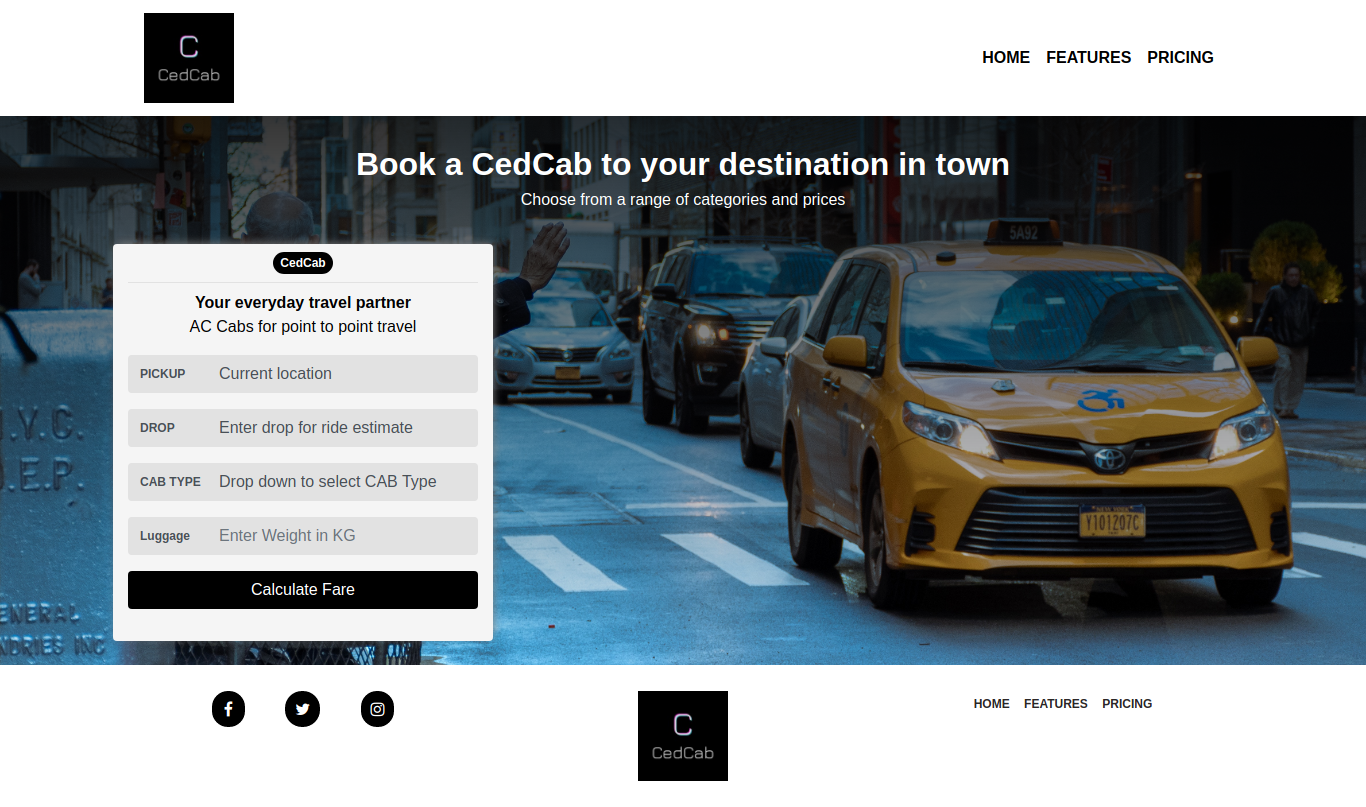 C
CedCab
HOME FEATURES PRICING
Book a CedCab to your destination in town
Choose from a range of categories and prices
5A92
CedCab
Your everyday travel partner
AC Cabs for point to point travel
PICKUP Current location
DROP Enter drop for ride estimate
CAB TYPE Drop down to select CAB Type
Luggage Enter Weight in KG
Calculate Fare
N.Y.C.
D.E.P.
NEW YORK
Y101207C
HOME FEATURES PRICING
C
CedCab